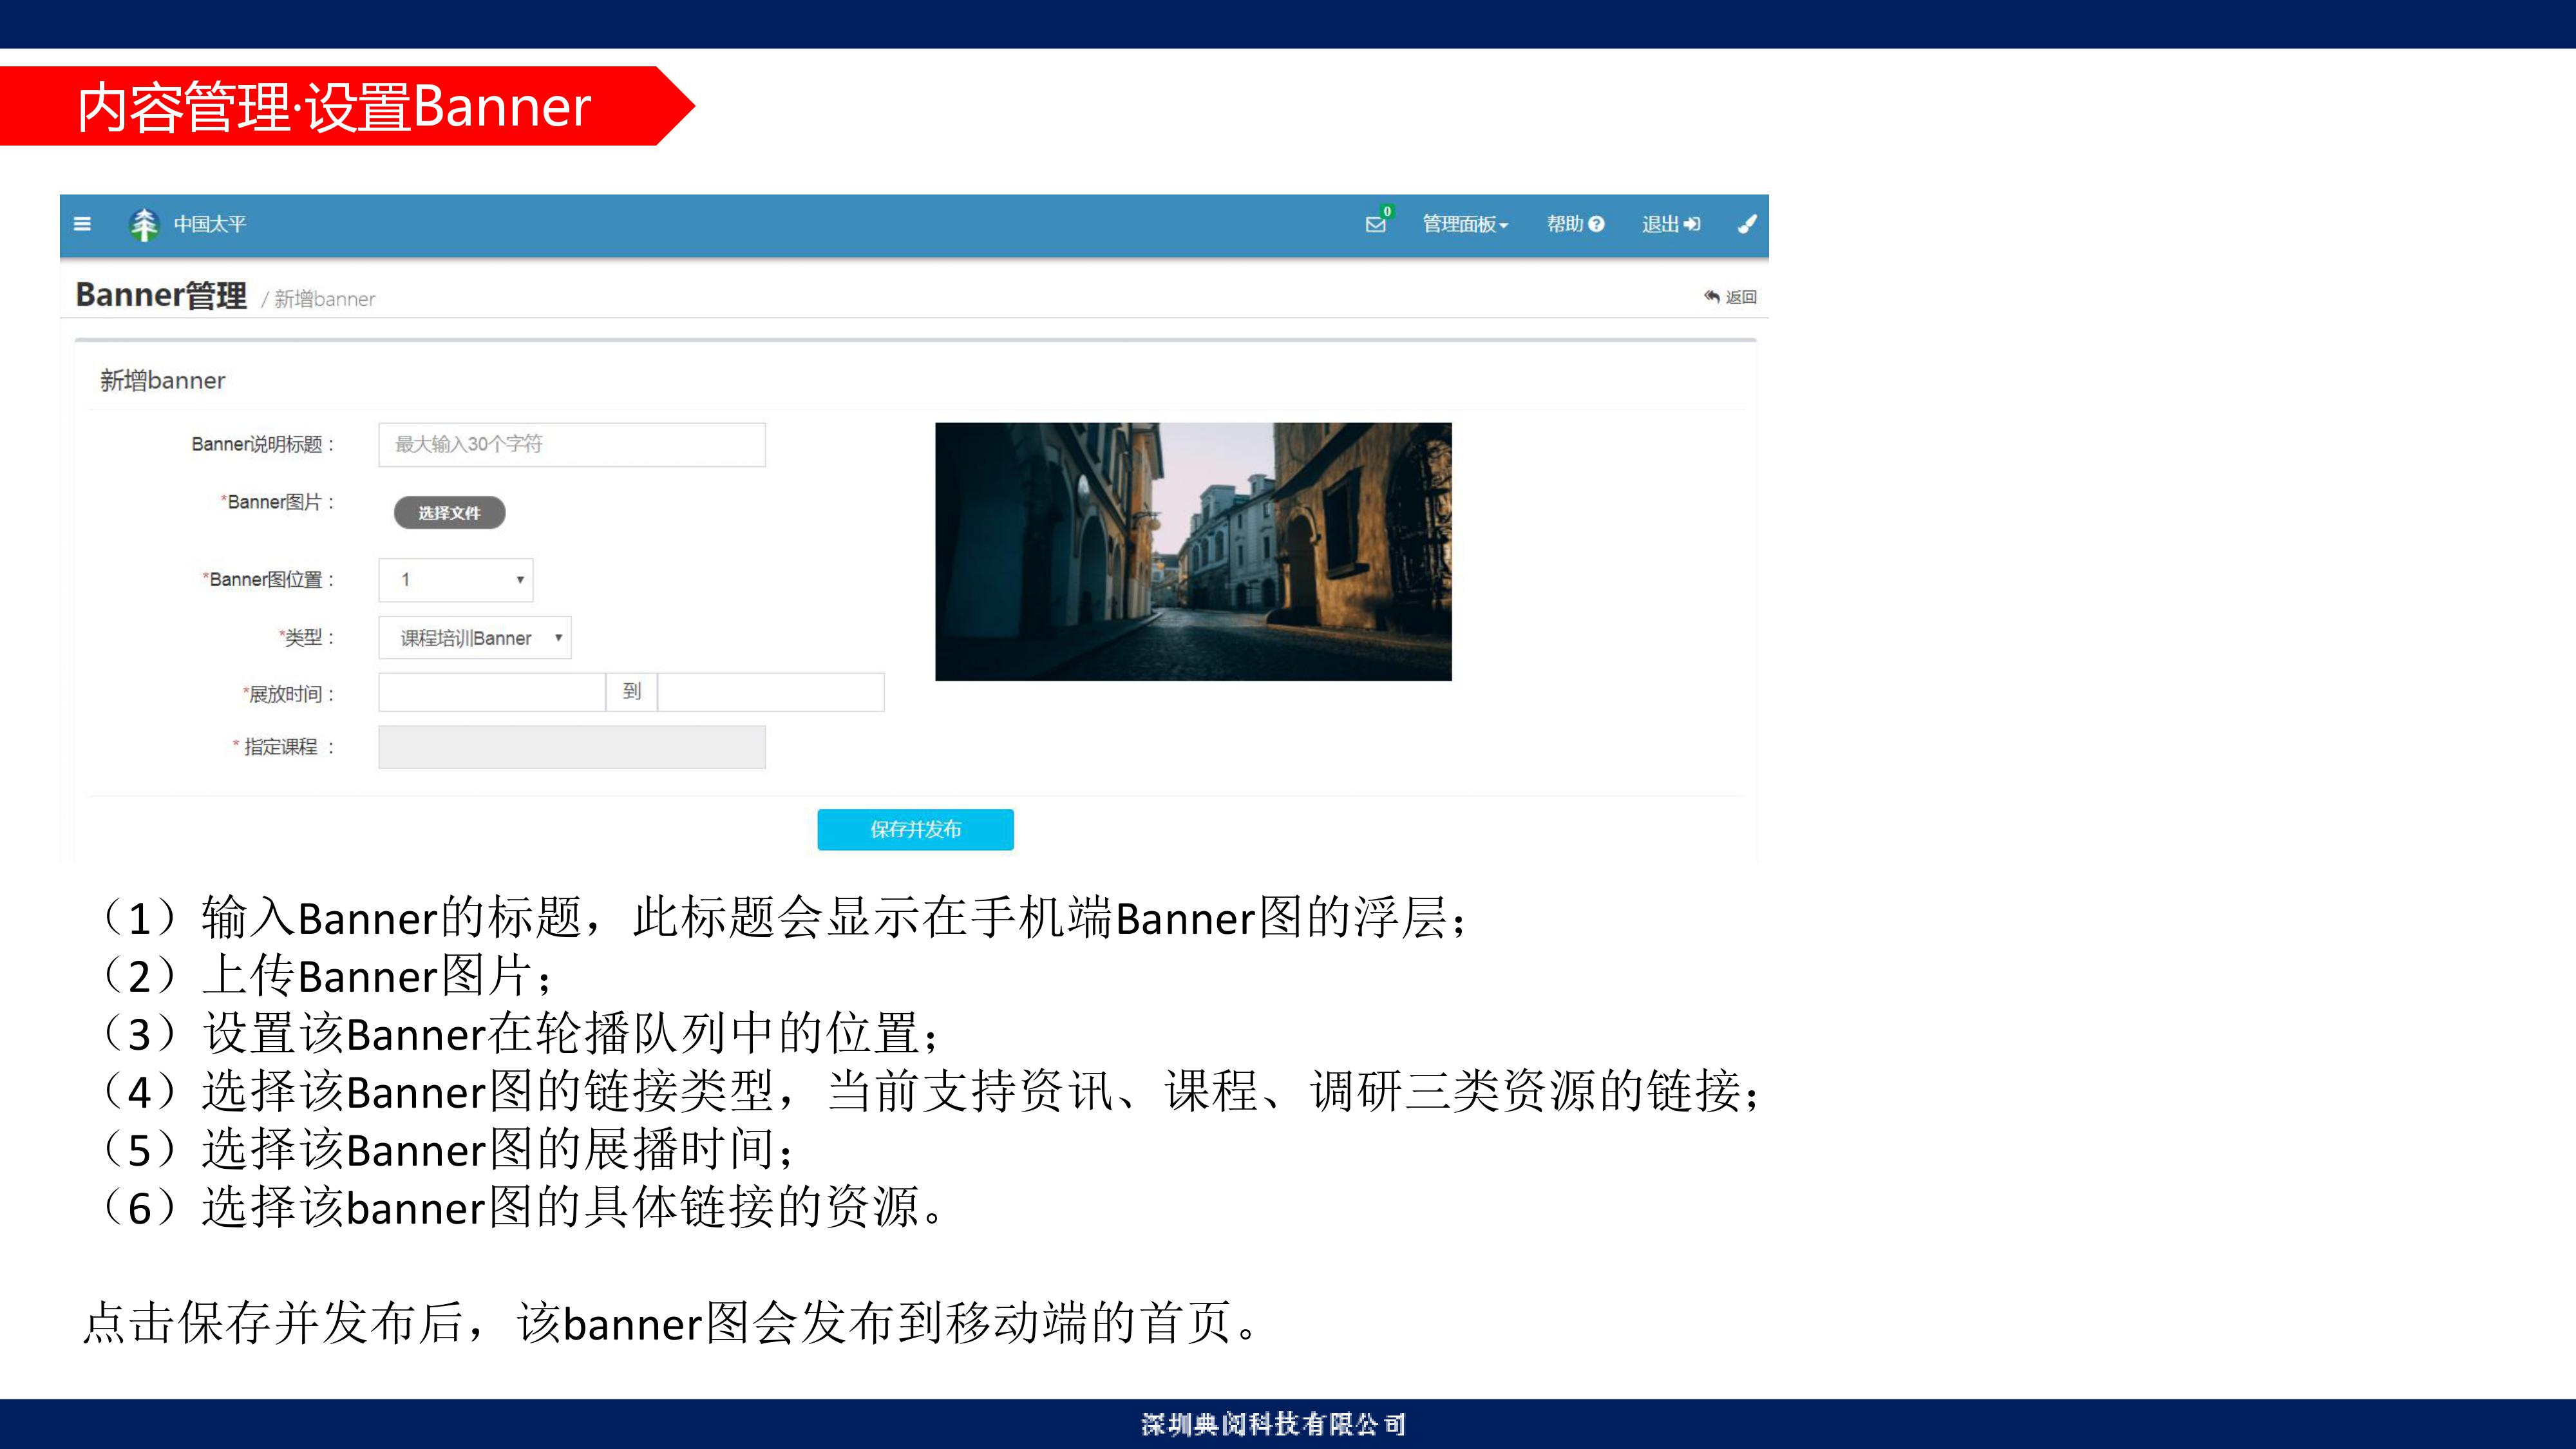 内容管理·设置Banner
中国太平
0
管理面板
帮助
退出
Banner管理 / 新增banner
返回
新增banner
Banner说明标题： 最大输入30个字符
*Banner图片： 选择文件
*Banner图位置： 1
*类型： 课程培训Banner
*展放时间： 到
* 指定课程 ：
保存并发布
（1）输入Banner的标题，此标题会显示在手机端Banner图的浮层；
（2）上传Banner图片；
（3）设置该Banner在轮播队列中的位置；
（4）选择该Banner图的链接类型，当前支持资讯、课程、调研三类资源的链接；
（5）选择该Banner图的展播时间；
（6）选择该banner图的具体链接的资源。
点击保存并发布后，该banner图会发布到移动端的首页。
深圳典阅科技有限公司